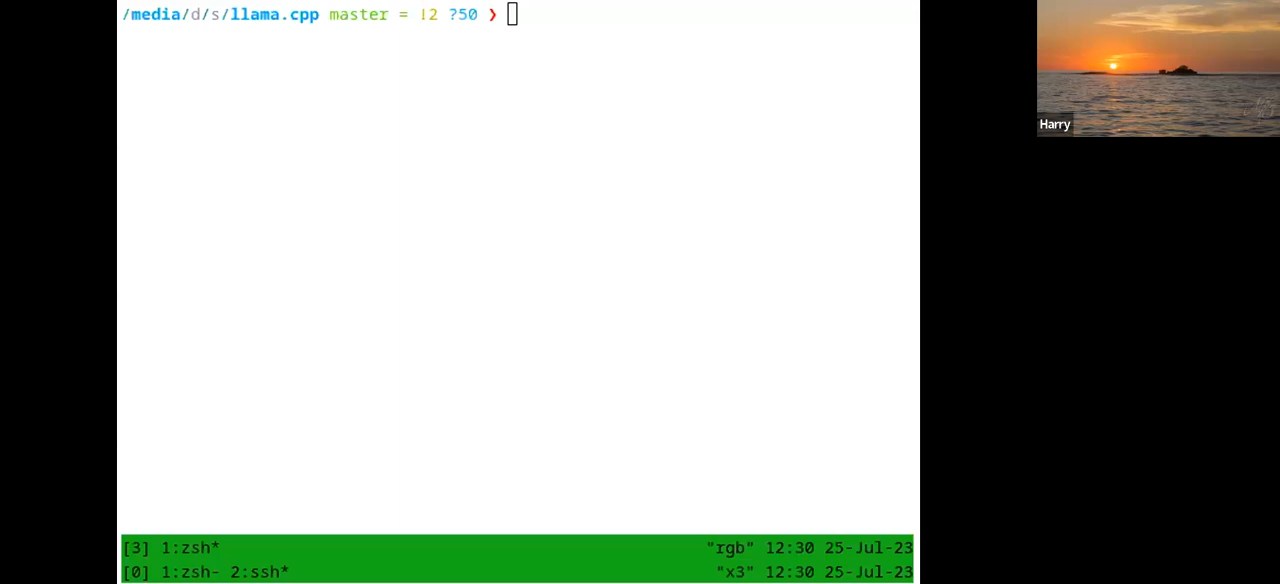 /media/d/s/llama.cpp master = !2 ?50 ❯
Harry
[3] 1:zsh* "rgb" 12:30 25-Jul-23
[0] 1:zsh- 2:ssh* "x3" 12:30 25-Jul-23